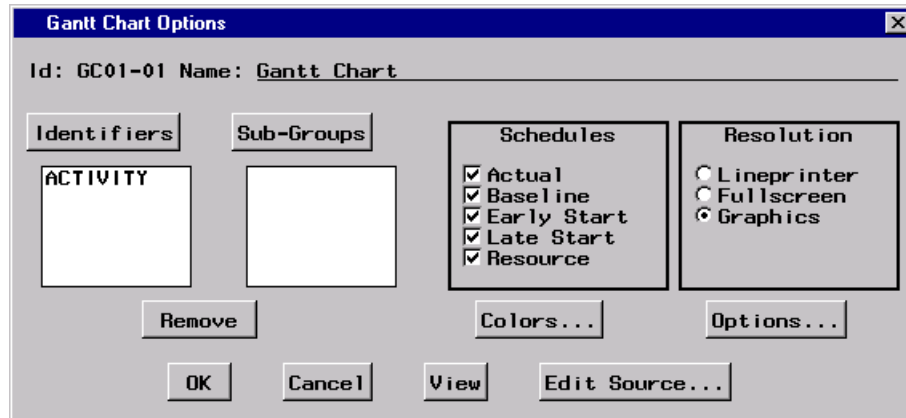 Gantt Chart Options
Id: GC01-01 Name: Gantt Chart
Identifiers
Sub-Groups
ACTIVITY
Remove
Schedules
Actual
Baseline
Early Start
Late Start
Resource
Colors...
Resolution
Lineprinter
Fullscreen
Graphics
Options...
OK
Cancel
View
Edit Source...